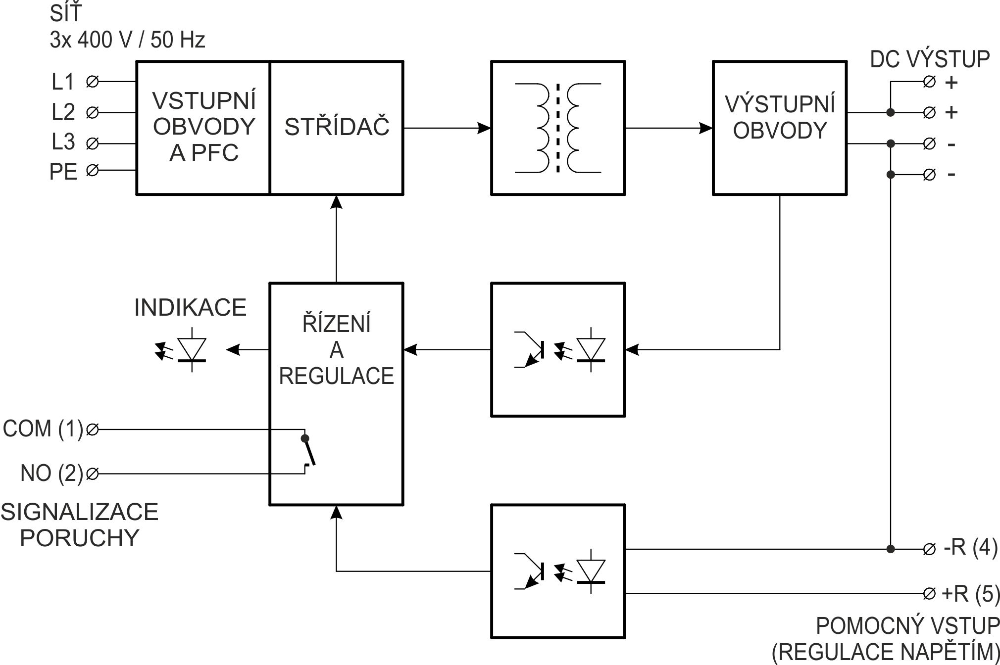 SÍŤ
3x 400 V / 50 Hz
L1
L2
L3
PE
VSTUPNÍ
OBVODY
A PFC
STŘÍDAČ
VÝSTUPNÍ
OBVODY
DC VÝSTUP
+
+
-
-
INDIKACE
ŘÍZENÍ
A
REGULACE
COM (1)
NO (2)
SIGNALIZACE
PORUCHY
-R (4)
+R (5)
POMOCNÝ VSTUP
(REGULACE NAPĚTÍM)